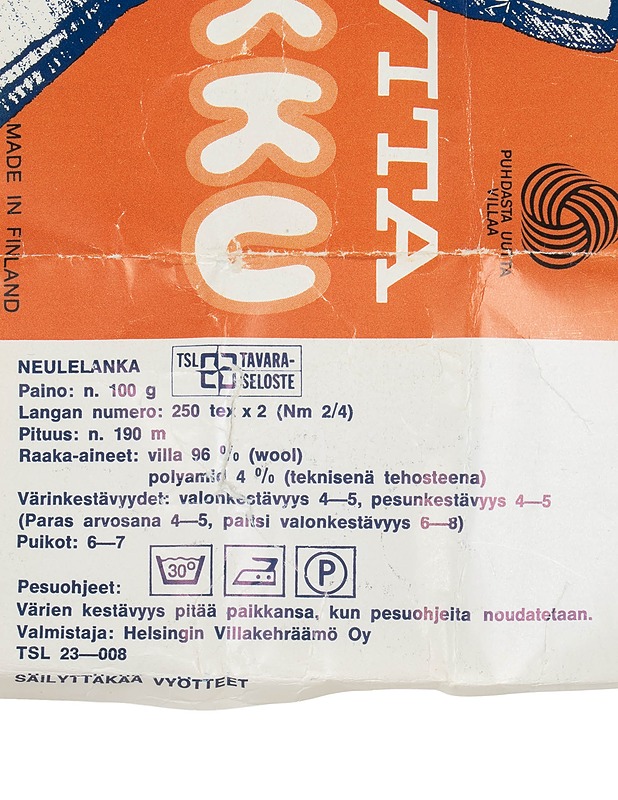 KKU
VITA
MADE IN FINLAND
PUHDASTA UUTTA
VILLAA
NEULELANKA
TSL TAVARA-
SELOSTE
Paino: n. 100 g
Langan numero: 250 tex x 2 (Nm 2/4)
Pituus: n. 190 m
Raaka-aineet: villa 96 % (wool)
polyamid 4 % (teknisenä tehosteena)
Värinkestävyydet: valonkestävyys 4—5, pesunkestävyys 4—5
(Paras arvosana 4—5, paitsi valonkestävyys 6—8)
Puikot: 6—7
30° P
Pesuohjeet:
Värien kestävyys pitää paikkansa, kun pesuohjeita noudatetaan.
Valmistaja: Helsingin Villakehräämö Oy
TSL 23—008
SÄILYTTÄKÄÄ VYÖTTEET